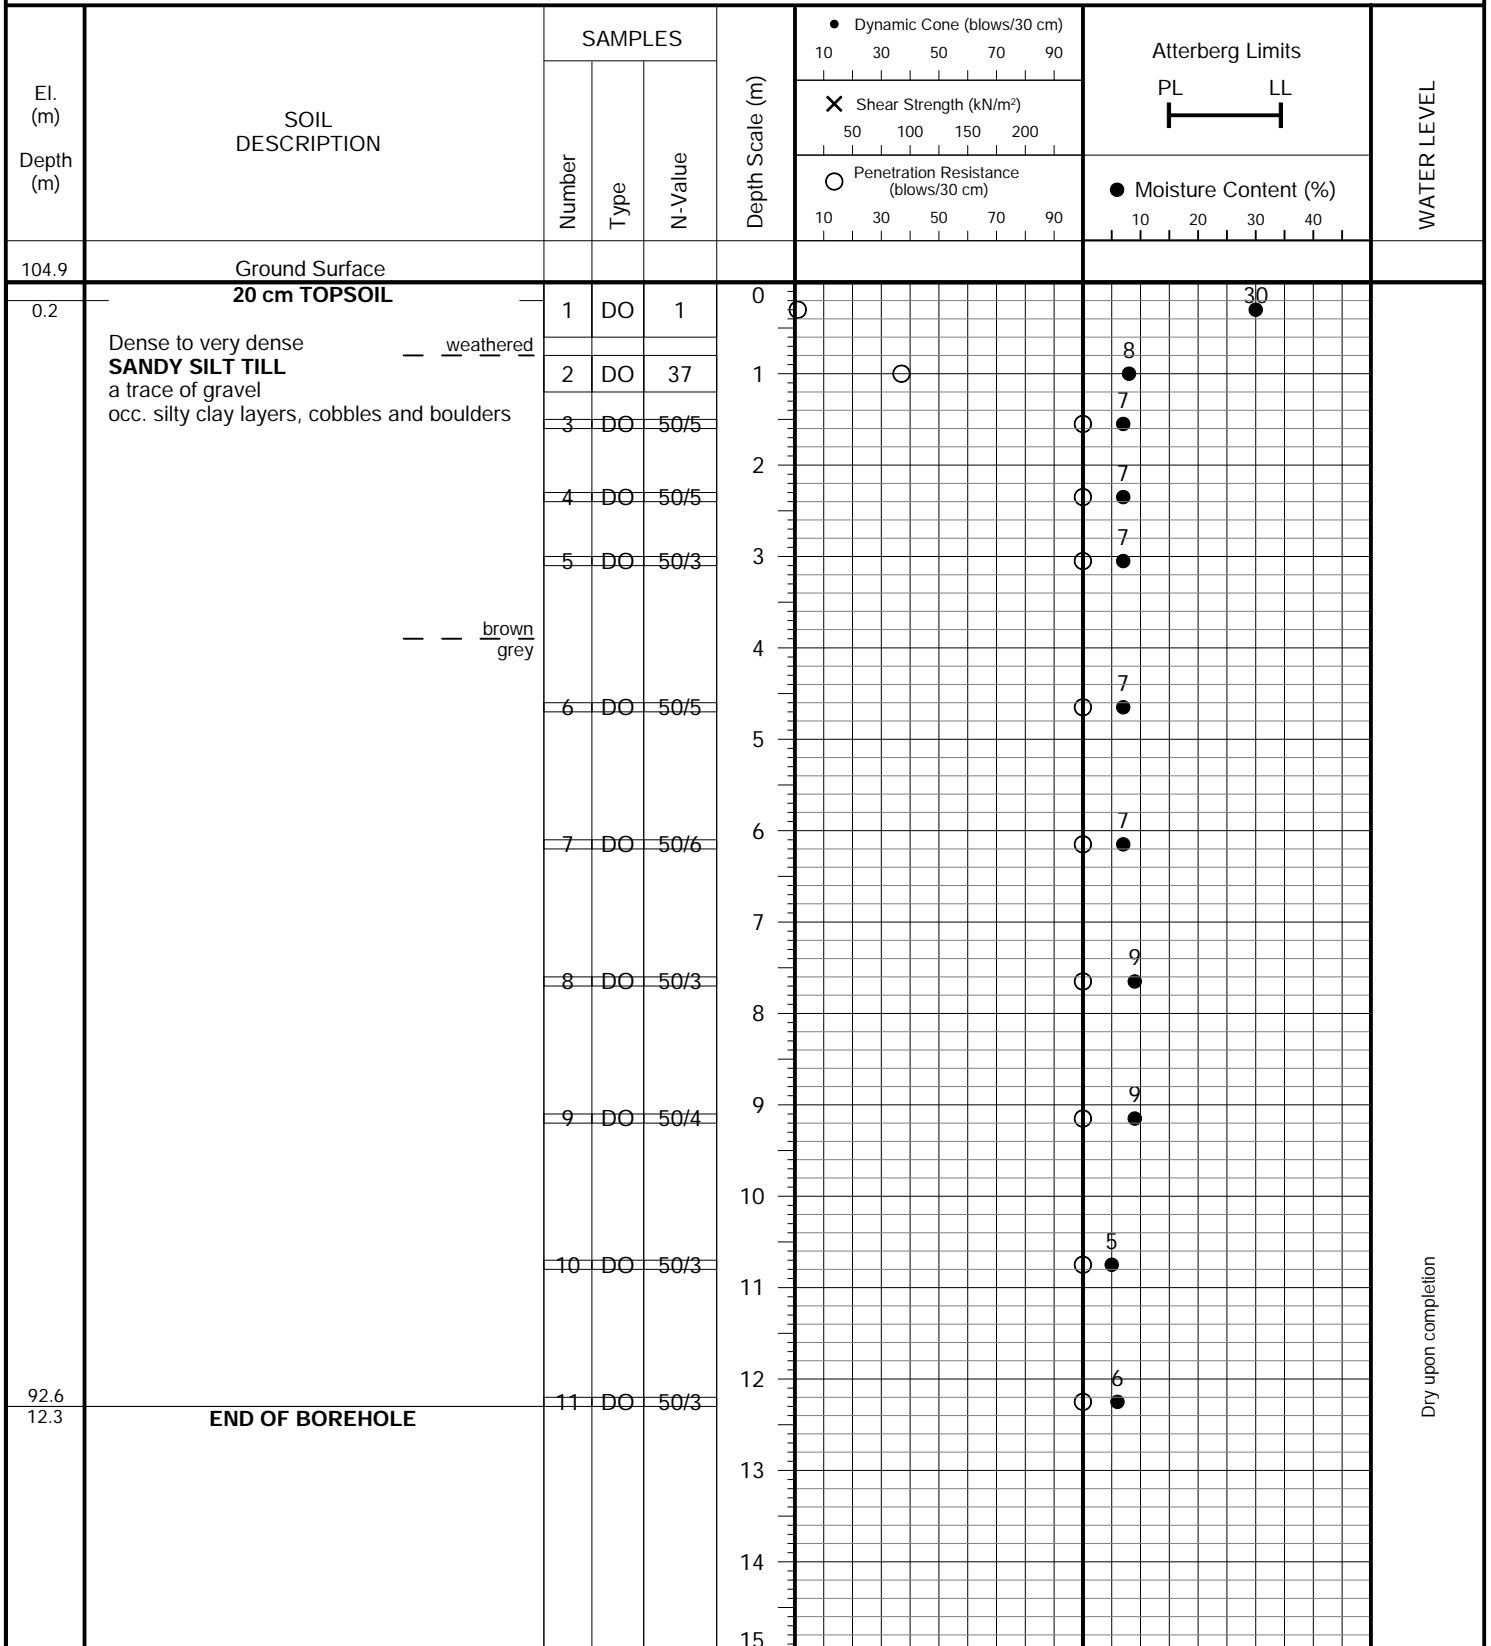 El.
(m)
Depth
(m)
SOIL
DESCRIPTION
SAMPLES
Number
Type
N-Value
Depth Scale (m)
Dynamic Cone (blows/30 cm)
10 30 50 70 90
Shear Strength (kN/m²)
50 100 150 200
Penetration Resistance
(blows/30 cm)
10 30 50 70 90
Atterberg Limits
PL LL
Moisture Content (%)
10 20 30 40
WATER LEVEL
104.9 Ground Surface
20 cm TOPSOIL
0
30
0.2
1 DO 1
Dense to very dense
weathered
SANDY SILT TILL
a trace of gravel
occ. silty clay layers, cobbles and boulders
8
2 DO 37
1
7
3 DO 50/5
2
7
4 DO 50/5
7
3
5 DO 50/3
brown
grey
4
7
6 DO 50/5
5
7
6
7 DO 50/6
7
9
8 DO 50/3
8
9
9
9 DO 50/4
10
5
10 DO 50/3
11
Dry upon completion
12
6
92.6
12.3
11 DO 50/3
END OF BOREHOLE
13
14
15